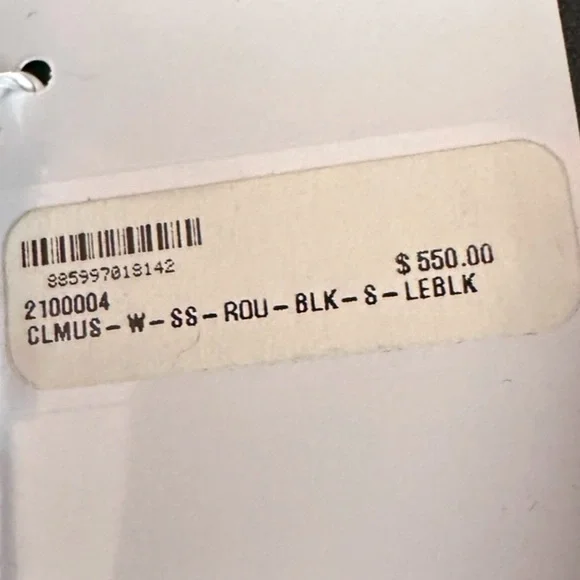 885997018142
2100004
$ 550.00
CLMUS-W-SS-ROU-BLK-S-LEBLK